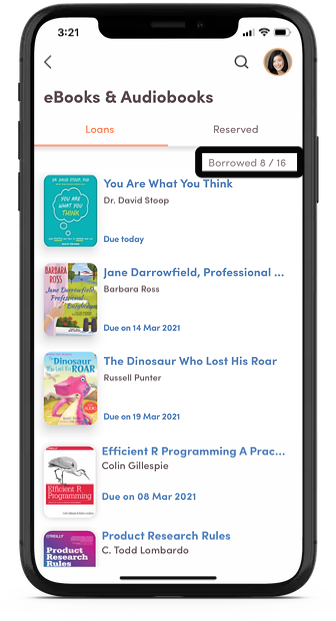 3:21
eBooks & Audiobooks
Loans
Reserved
Borrowed 8 / 16
DR. DAVID STOOP, PHD
YOU ARE
WHAT YOU
THINK
You Are What You Think
Dr. David Stoop
Due today
BARBARA
ROSS
Jane Darrowfield
Professional
Busybody
Jane Darrowfield, Professional ...
Barbara Ross
Due on 14 Mar 2021
The Dinosaur
Who Lost His
ROAR
AUDIO
The Dinosaur Who Lost His Roar
Russell Punter
Due on 19 Mar 2021
O'REILLY
Efficient R
Programming
Efficient R Programming A Prac...
Colin Gillespie
Due on 08 Mar 2021
O'REILLY
Product
Research
Rules
Product Research Rules
C. Todd Lombardo